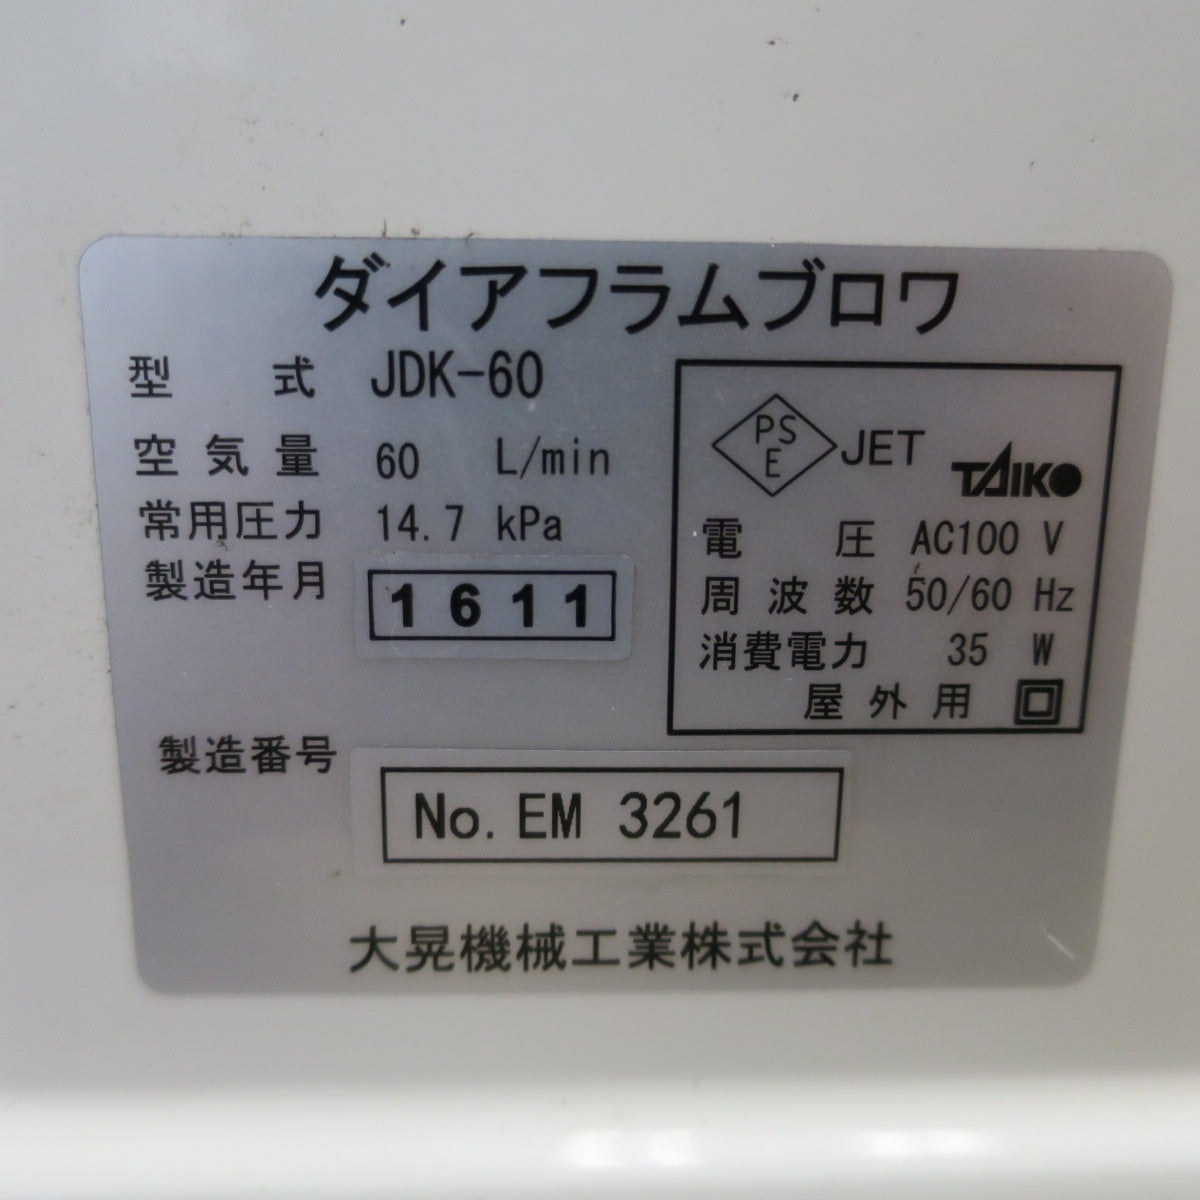 ダイアフラムブロワ
型 式 JDK-60
空気量 60 L/min
常用圧力 14.7 kPa
製造年月 1611
PS
E
JET
TAIKO
電 圧 AC100 V
周波数 50/60 Hz
消費電力 35 W
屋外用
製造番号
No. EM 3261
大晃機械工業株式会社